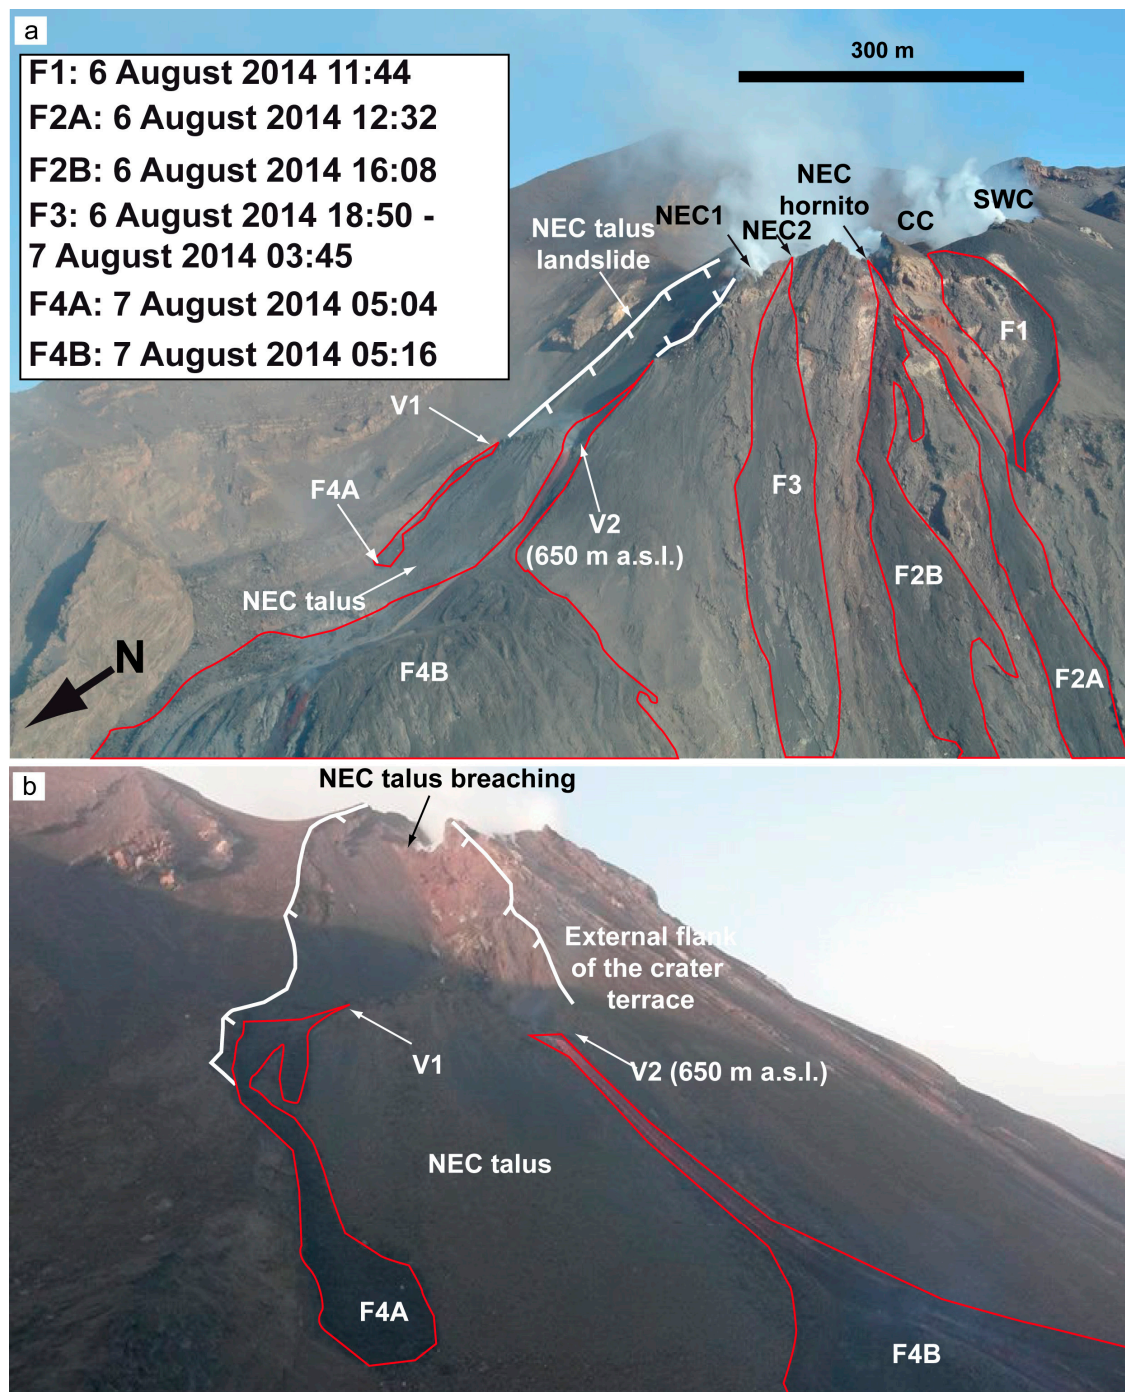 a
F1: 6 August 2014 11:44
F2A: 6 August 2014 12:32
F2B: 6 August 2014 16:08
F3: 6 August 2014 18:50 -
7 August 2014 03:45
F4A: 7 August 2014 05:04
F4B: 7 August 2014 05:16
300 m
NEC
hornito
SWC
CC
NEC1
NEC2
NEC talus
landslide
F1
V1
F4A
F3
V2
(650 m a.s.l.)
NEC talus
F2B
N
F4B
F2A
b
NEC talus breaching
External flank
of the crater
terrace
V1
V2 (650 m a.s.l.)
NEC talus
F4A
F4B